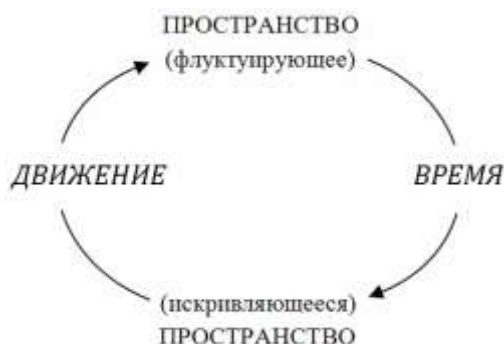 ПРОСТРАНСТВО
(флуктуирующее)
ДВИЖЕНИЕ
ВРЕМЯ
(искривляющееся)
ПРОСТРАНСТВО